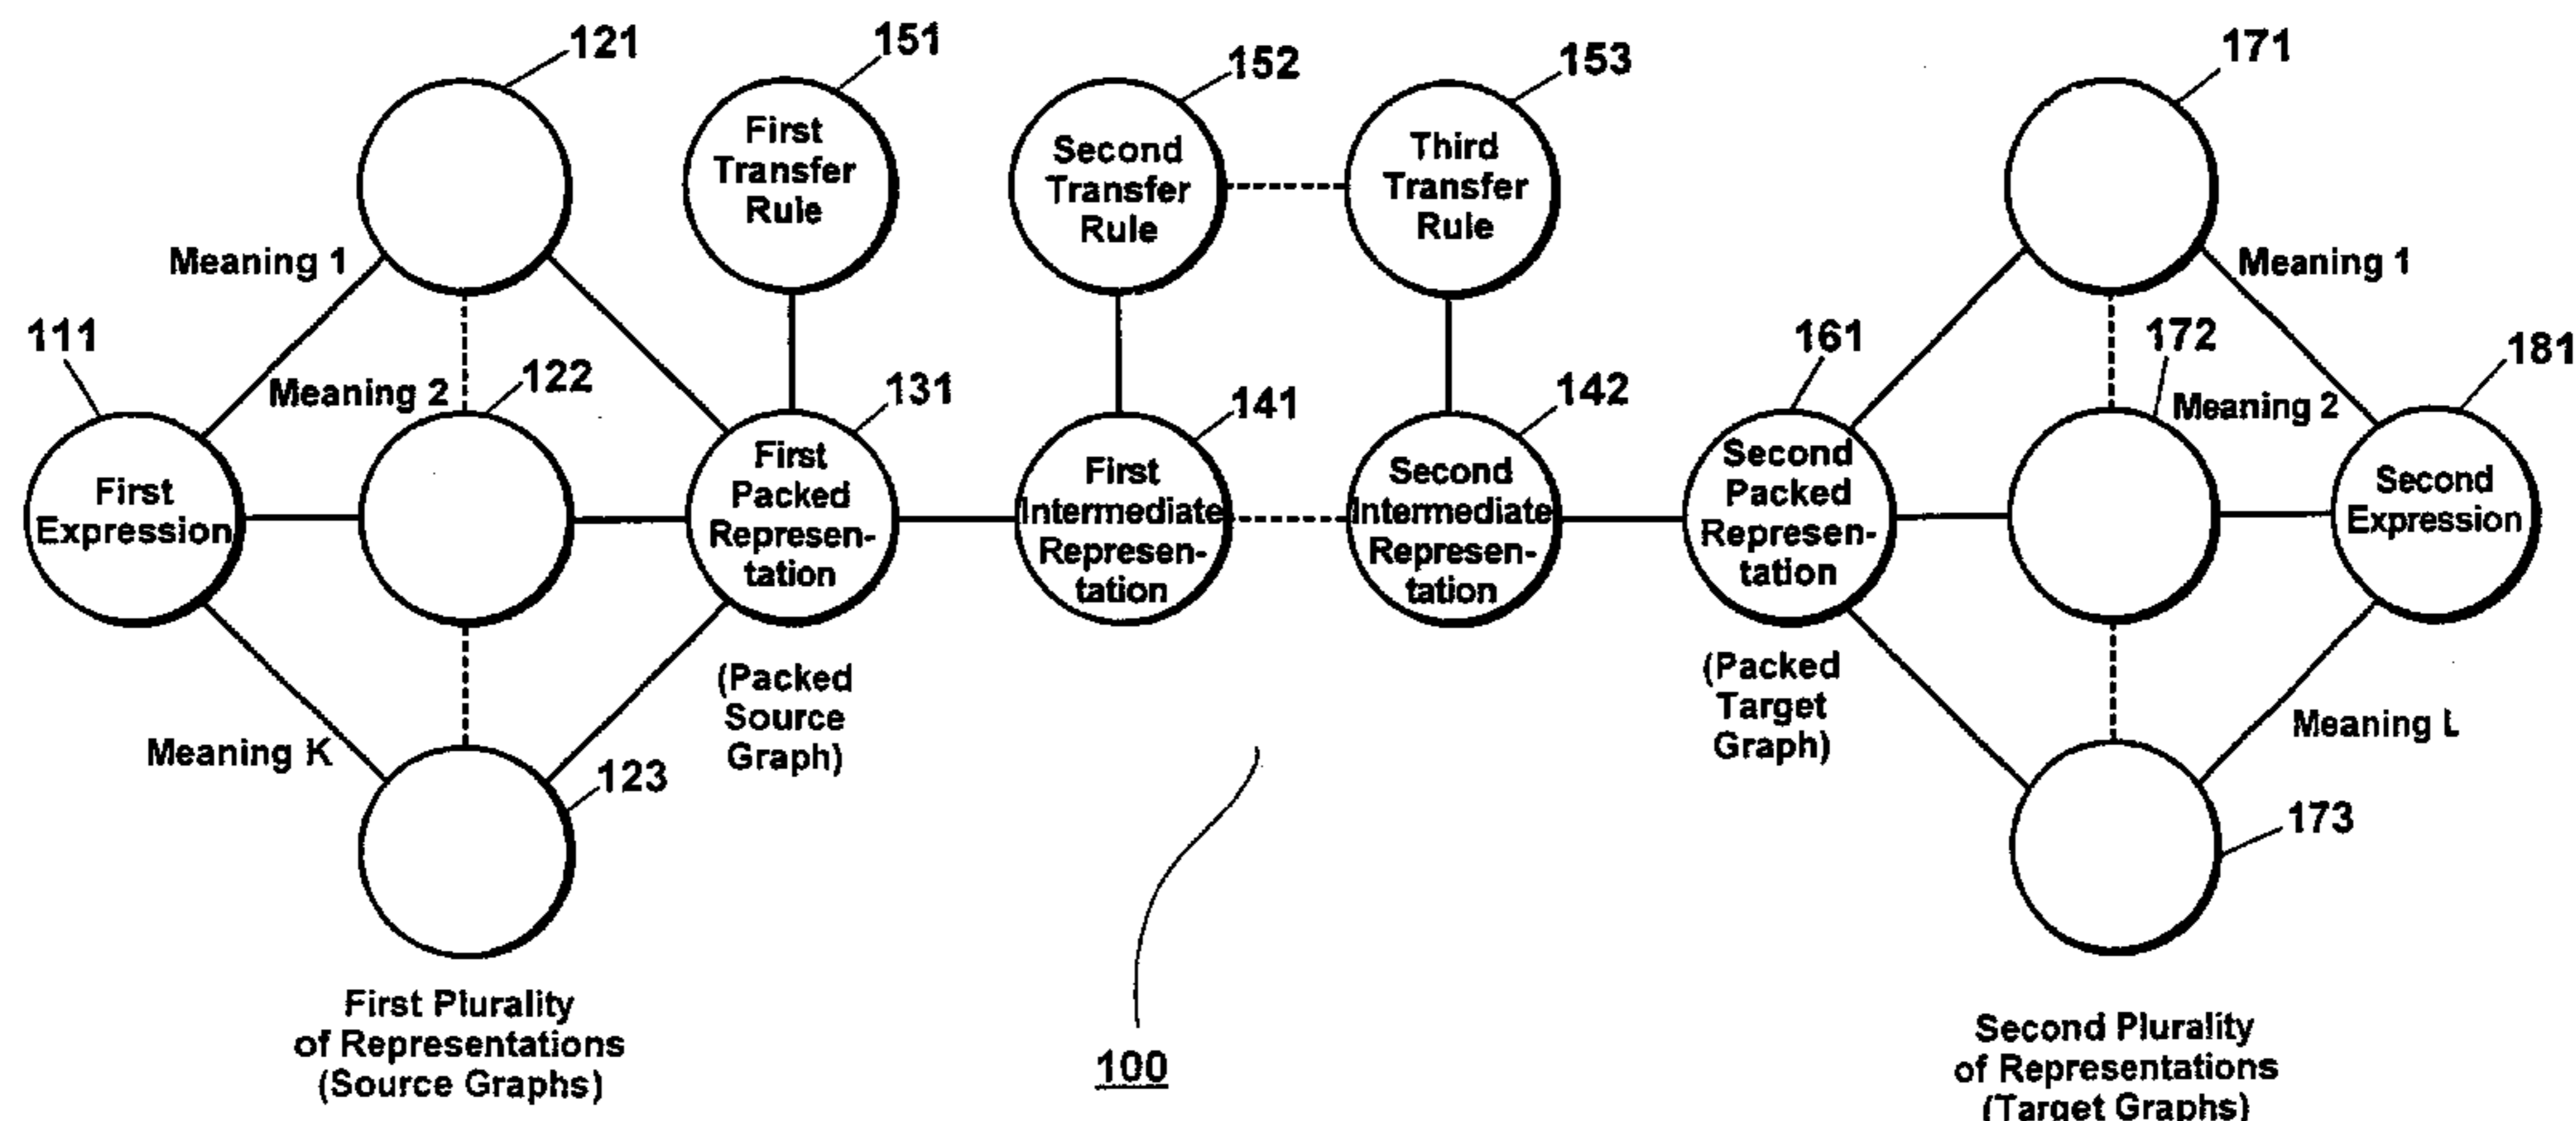 121
151
152
153
171
First
Transfer
Rule
Second
Transfer
Rule
Third
Transfer
Rule
Meaning 1
Meaning 1
111
Meaning 2
122
131
141
142
161
172
Meaning 2
181
First
Expression
First
Packed
Represen-
tation
First
Intermediate
Represen-
tation
Second
Intermediate
Represen-
tation
Second
Packed
Represen-
tation
Second
Expression
(Packed
Source
Graph)
(Packed
Target
Graph)
Meaning K
123
Meaning L
173
First Plurality
of Representations
(Source Graphs)
100
Second Plurality
of Representations
(Target Graphs)